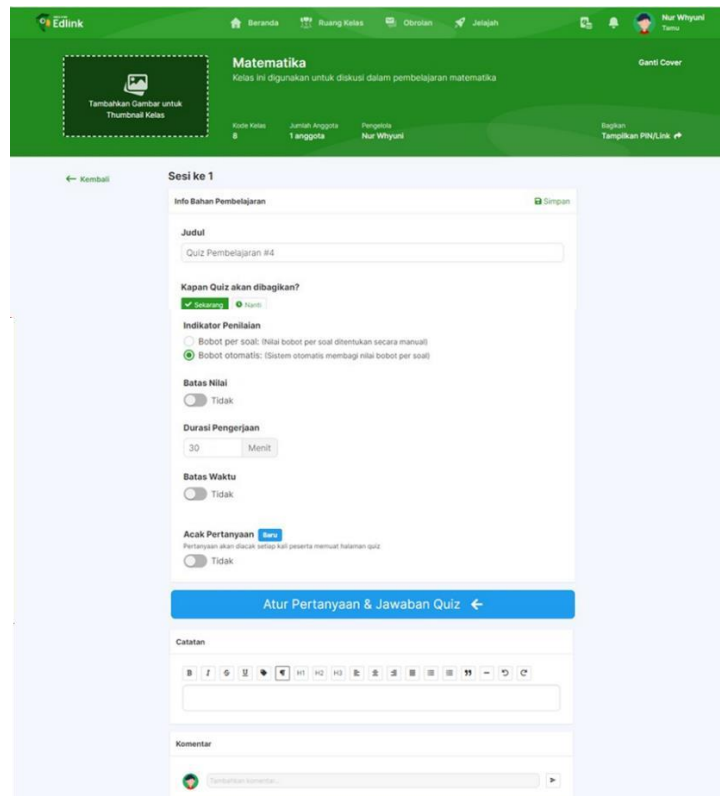 Edlink
Beranda
Ruang Kelas
Obrolan
Jelajah
Nur Whyuni
Tamu
Matematika
Kelas ini digunakan untuk diskusi dalam pembelajaran matematika
Ganti Cover
Tambahkan Gambar untuk
Thumbnail Kelas
Kode Kelas
8
Jumlah Anggota
1 anggota
Pengelola
Nur Whyuni
Bagikan
Tampilkan PIN/Link
Kembali
Sesi ke 1
Info Bahan Pembelajaran
Simpan
Judul
Quiz Pembelajaran #4
Kapan Quiz akan dibagikan?
Sekarang
Nanti
Indikator Penilaian
Bobot per soal: (Nilai bobot per soal ditentukan secara manual)
Bobot otomatis: (Sistem otomatis membagi nilai bobot per soal)
Batas Nilai
Tidak
Durasi Pengerjaan
30 Menit
Batas Waktu
Tidak
Acak Pertanyaan Baru
Pertanyaan akan diacak setiap kali peserta memuat halaman quiz
Tidak
Atur Pertanyaan & Jawaban Quiz
Catatan
B I S U H1 H2 H3
Komentar
Tambahkan komentar...